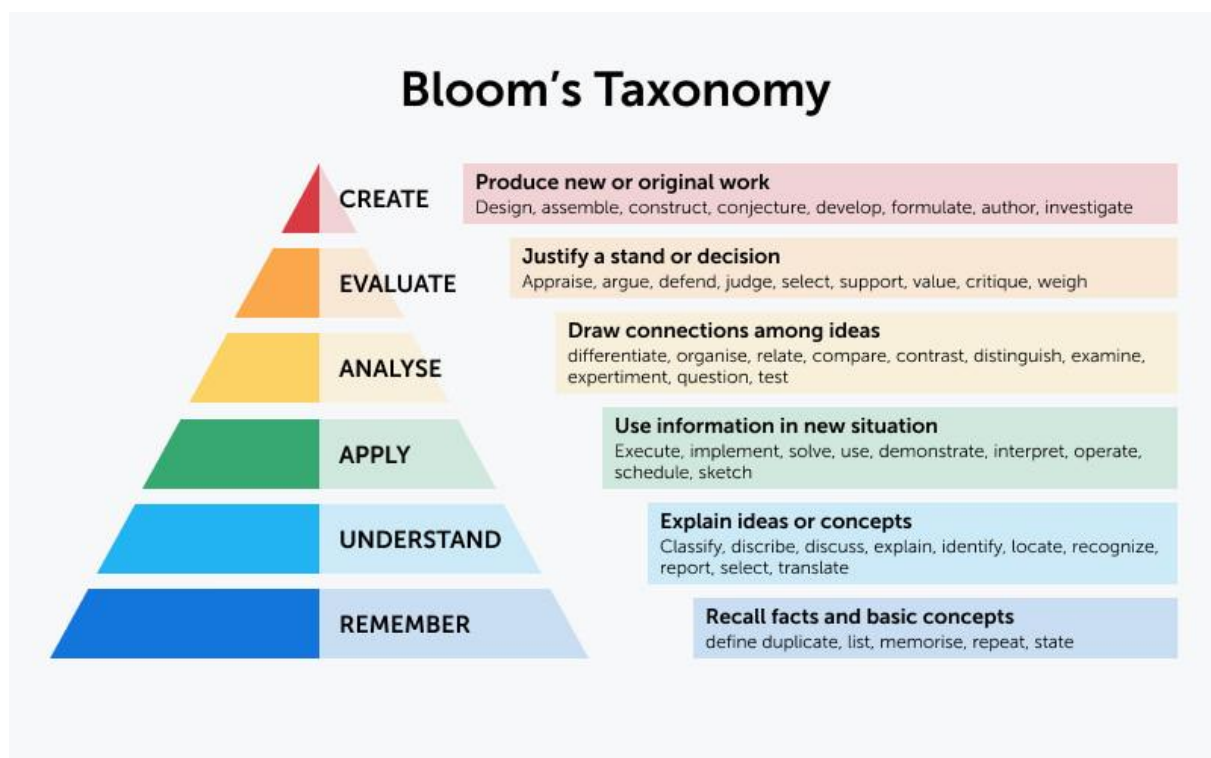 Bloom's Taxonomy
CREATE
Produce new or original work
Design, assemble, construct, conjecture, develop, formulate, author, investigate
EVALUATE
Justify a stand or decision
Appraise, argue, defend, judge, select, support, value, critique, weigh
ANALYSE
Draw connections among ideas
differentiate, organise, relate, compare, contrast, distinguish, examine,
expertiment, question, test
APPLY
Use information in new situation
Execute, implement, solve, use, demonstrate, interpret, operate,
schedule, sketch
UNDERSTAND
Explain ideas or concepts
Classify, discribe, discuss, explain, identify, locate, recognize,
report, select, translate
REMEMBER
Recall facts and basic concepts
define duplicate, list, memorise, repeat, state